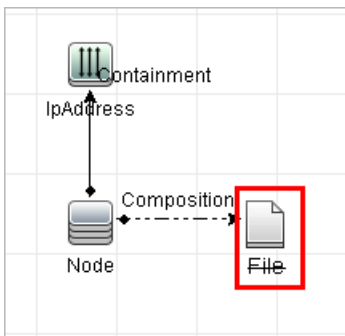 Containment
IpAddress
Composition
Node
File